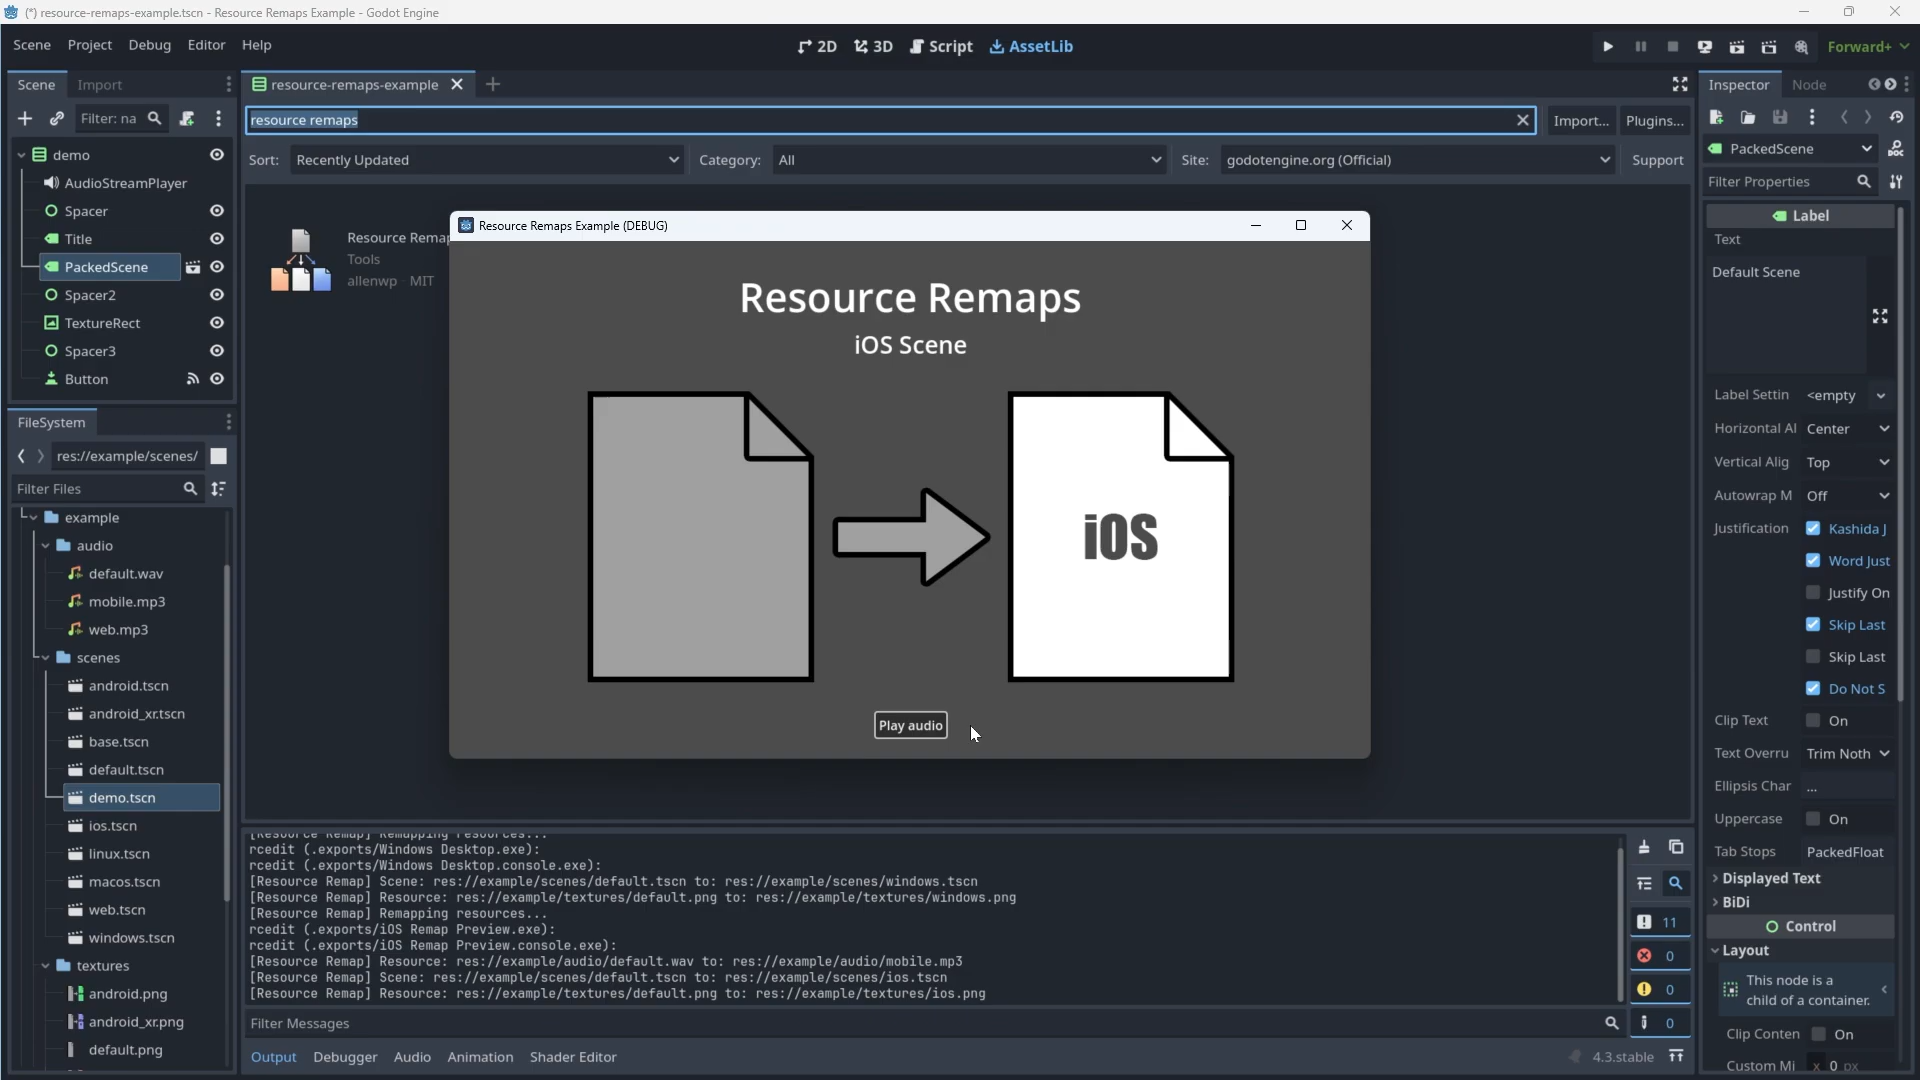 (*) resource-remaps-example.tscn - Resource Remaps Example - Godot Engine
Scene Project Debug Editor Help
2D 3D Script AssetLib
Forward+
Scene Import
resource-remaps-example
Inspector Node
Filter: na
resource remaps
Import... Plugins...
Sort: Recently Updated Category: All Site: godotengine.org (Official) Support
demo
AudioStreamPlayer
Spacer
Title
PackedScene
Spacer2
TextureRect
Spacer3
Button
FileSystem
res://example/scenes/
Filter Files
example
audio
default.wav
mobile.mp3
web.mp3
scenes
android.tscn
android_xr.tscn
base.tscn
default.tscn
demo.tscn
ios.tscn
linux.tscn
macos.tscn
web.tscn
windows.tscn
textures
android.png
android_xr.png
default.png
Resource Remap
Tools
allenwp MIT
Resource Remaps Example (DEBUG)
Resource Remaps
iOS Scene
iOS
Play audio
[Resource Remap] Remapping resources...
rcedit (.exports/Windows Desktop.exe):
rcedit (.exports/Windows Desktop.console.exe):
[Resource Remap] Scene: res://example/scenes/default.tscn to: res://example/scenes/windows.tscn
[Resource Remap] Resource: res://example/textures/default.png to: res://example/textures/windows.png
[Resource Remap] Remapping resources...
rcedit (.exports/iOS Remap Preview.exe):
rcedit (.exports/iOS Remap Preview.console.exe):
[Resource Remap] Resource: res://example/audio/default.wav to: res://example/audio/mobile.mp3
[Resource Remap] Scene: res://example/scenes/default.tscn to: res://example/scenes/ios.tscn
[Resource Remap] Resource: res://example/textures/default.png to: res://example/textures/ios.png
11
0
0
0
Filter Messages
Output Debugger Audio Animation Shader Editor
4.3.stable
PackedScene
DOC
Filter Properties
Label
Text
Default Scene
Label Settin <empty
Horizontal Al Center
Vertical Alig Top
Autowrap M Off
Justification Kashida J
Word Just
Justify On
Skip Last
Skip Last
Do Not S
Clip Text On
Text Overru Trim Noth
Ellipsis Char ...
Uppercase On
Tab Stops PackedFloat
Displayed Text
BiDi
Control
Layout
This node is a
child of a container.
Clip Conten On
Custom Mi x 0 px